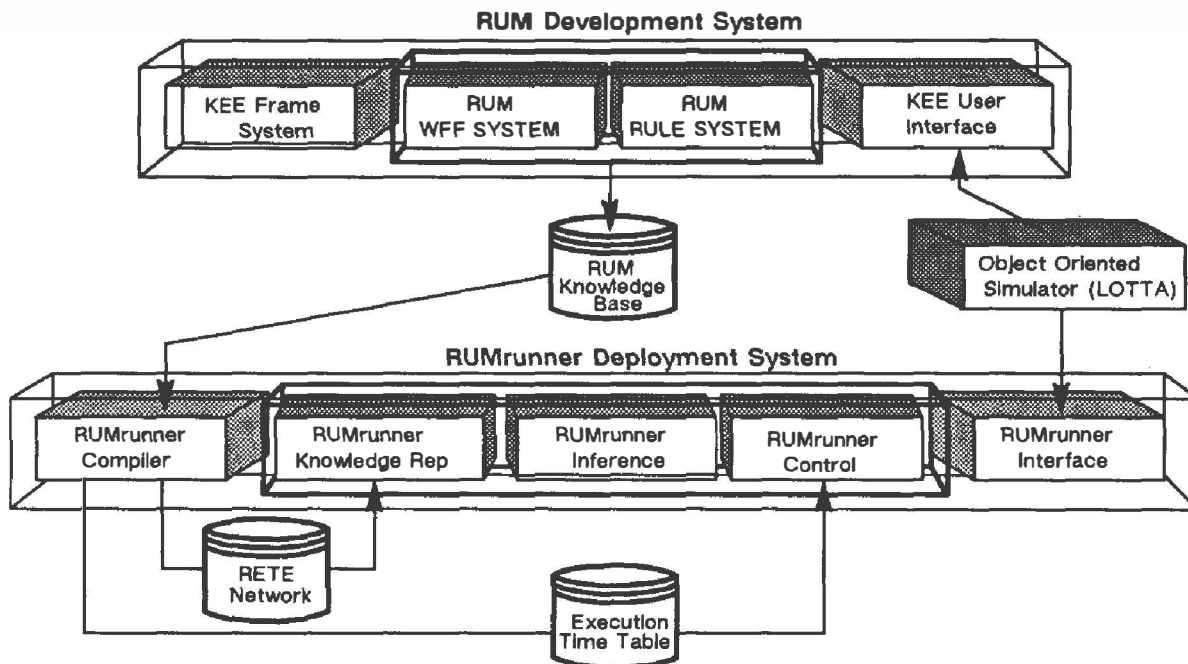 RUM Development System
KEE Frame
System
RUM
WFF SYSTEM
RUM
RULE SYSTEM
KEE User
Interface
RUM
Knowledge
Base
Object Oriented
Simulator (LOTTA)
RUMrunner Deployment System
RUMrunner
Compiler
RUMrunner
Knowledge Rep
RUMrunner
Inference
RUMrunner
Control
RUMrunner
Interface
RETE
Network
Execution
Time Table